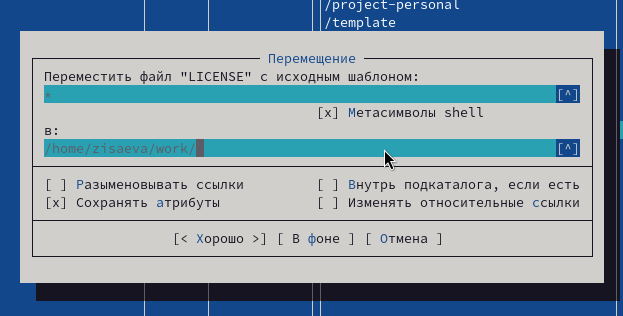 /project-personal
/template
Перемещение
Переместить файл "LICENSE" с исходным шаблоном:
* [^]
[x] Метасимволы shell
в:
/home/zisaeva/work/ [^]
[ ] Разыменовывать ссылки [ ] Внутрь подкаталога, если есть
[x] Сохранять атрибуты [ ] Изменять относительные ссылки
[< Хорошо >] [ В фоне ] [ Отмена ]